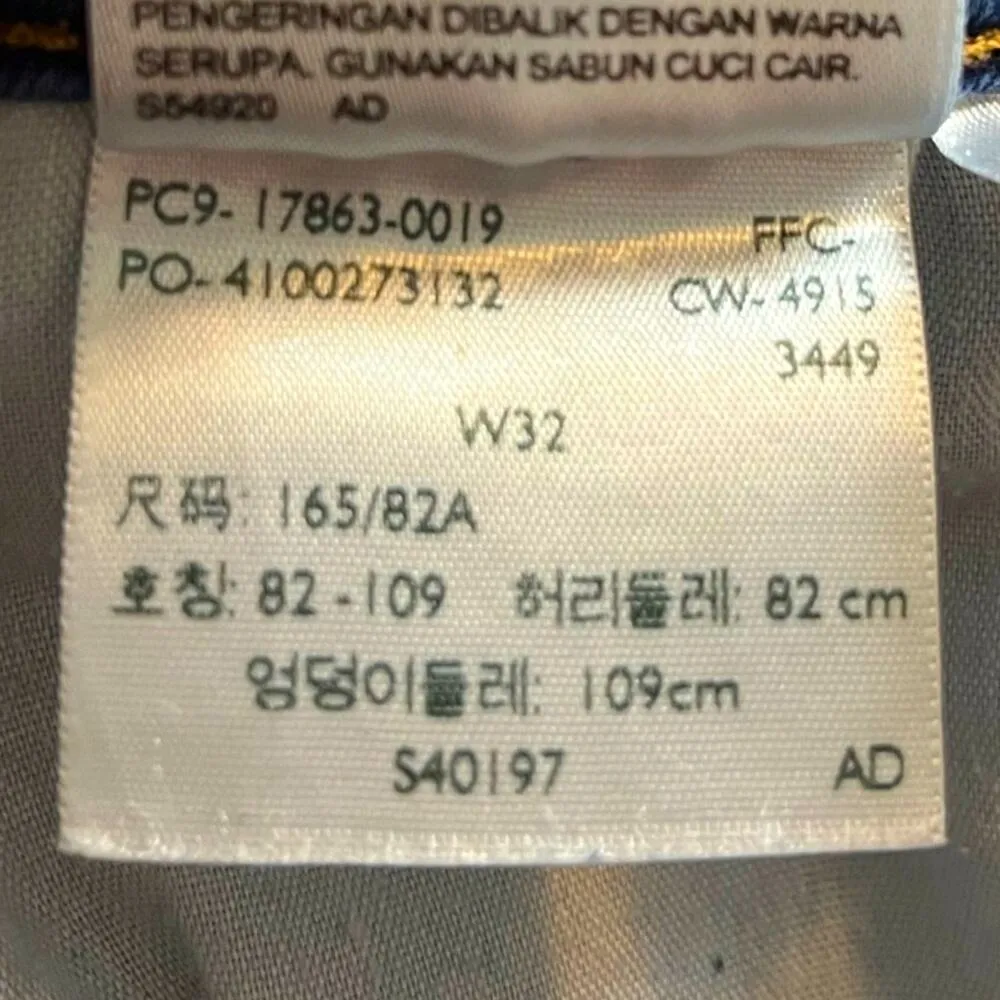 PENGERINGAN DIBALIK DENGAN WARNA
SERUPA. GUNAKAN SABUN CUCI CAIR.
S54920 AD
PC9- 17863-0019
FFC-
PO- 4100273132
CW- 4915
3449
W32
尺码: 165/82A
호칭: 82 -109 허리둘레: 82 cm
엉덩이둘레: 109cm
S40197 AD